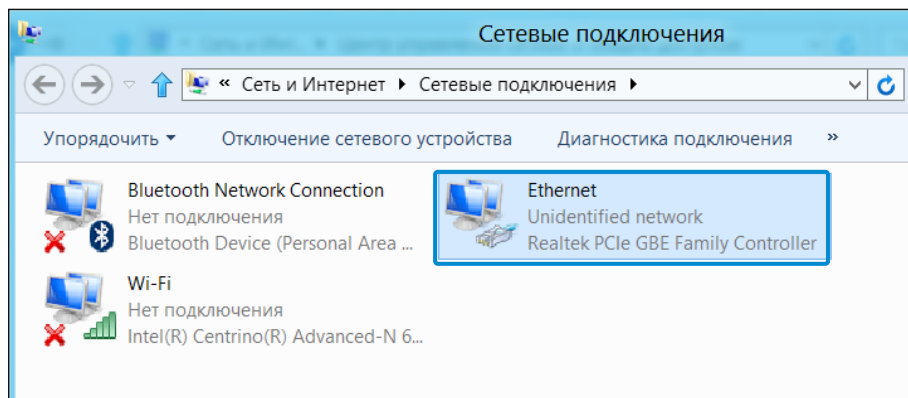 Сетевые подключения
« Сеть и Интернет Сетевые подключения
Упорядочить Отключение сетевого устройства Диагностика подключения »
Bluetooth Network Connection
Нет подключения
Bluetooth Device (Personal Area ...
Ethernet
Unidentified network
Realtek PCIe GBE Family Controller
Wi-Fi
Нет подключения
Intel(R) Centrino(R) Advanced-N 6...